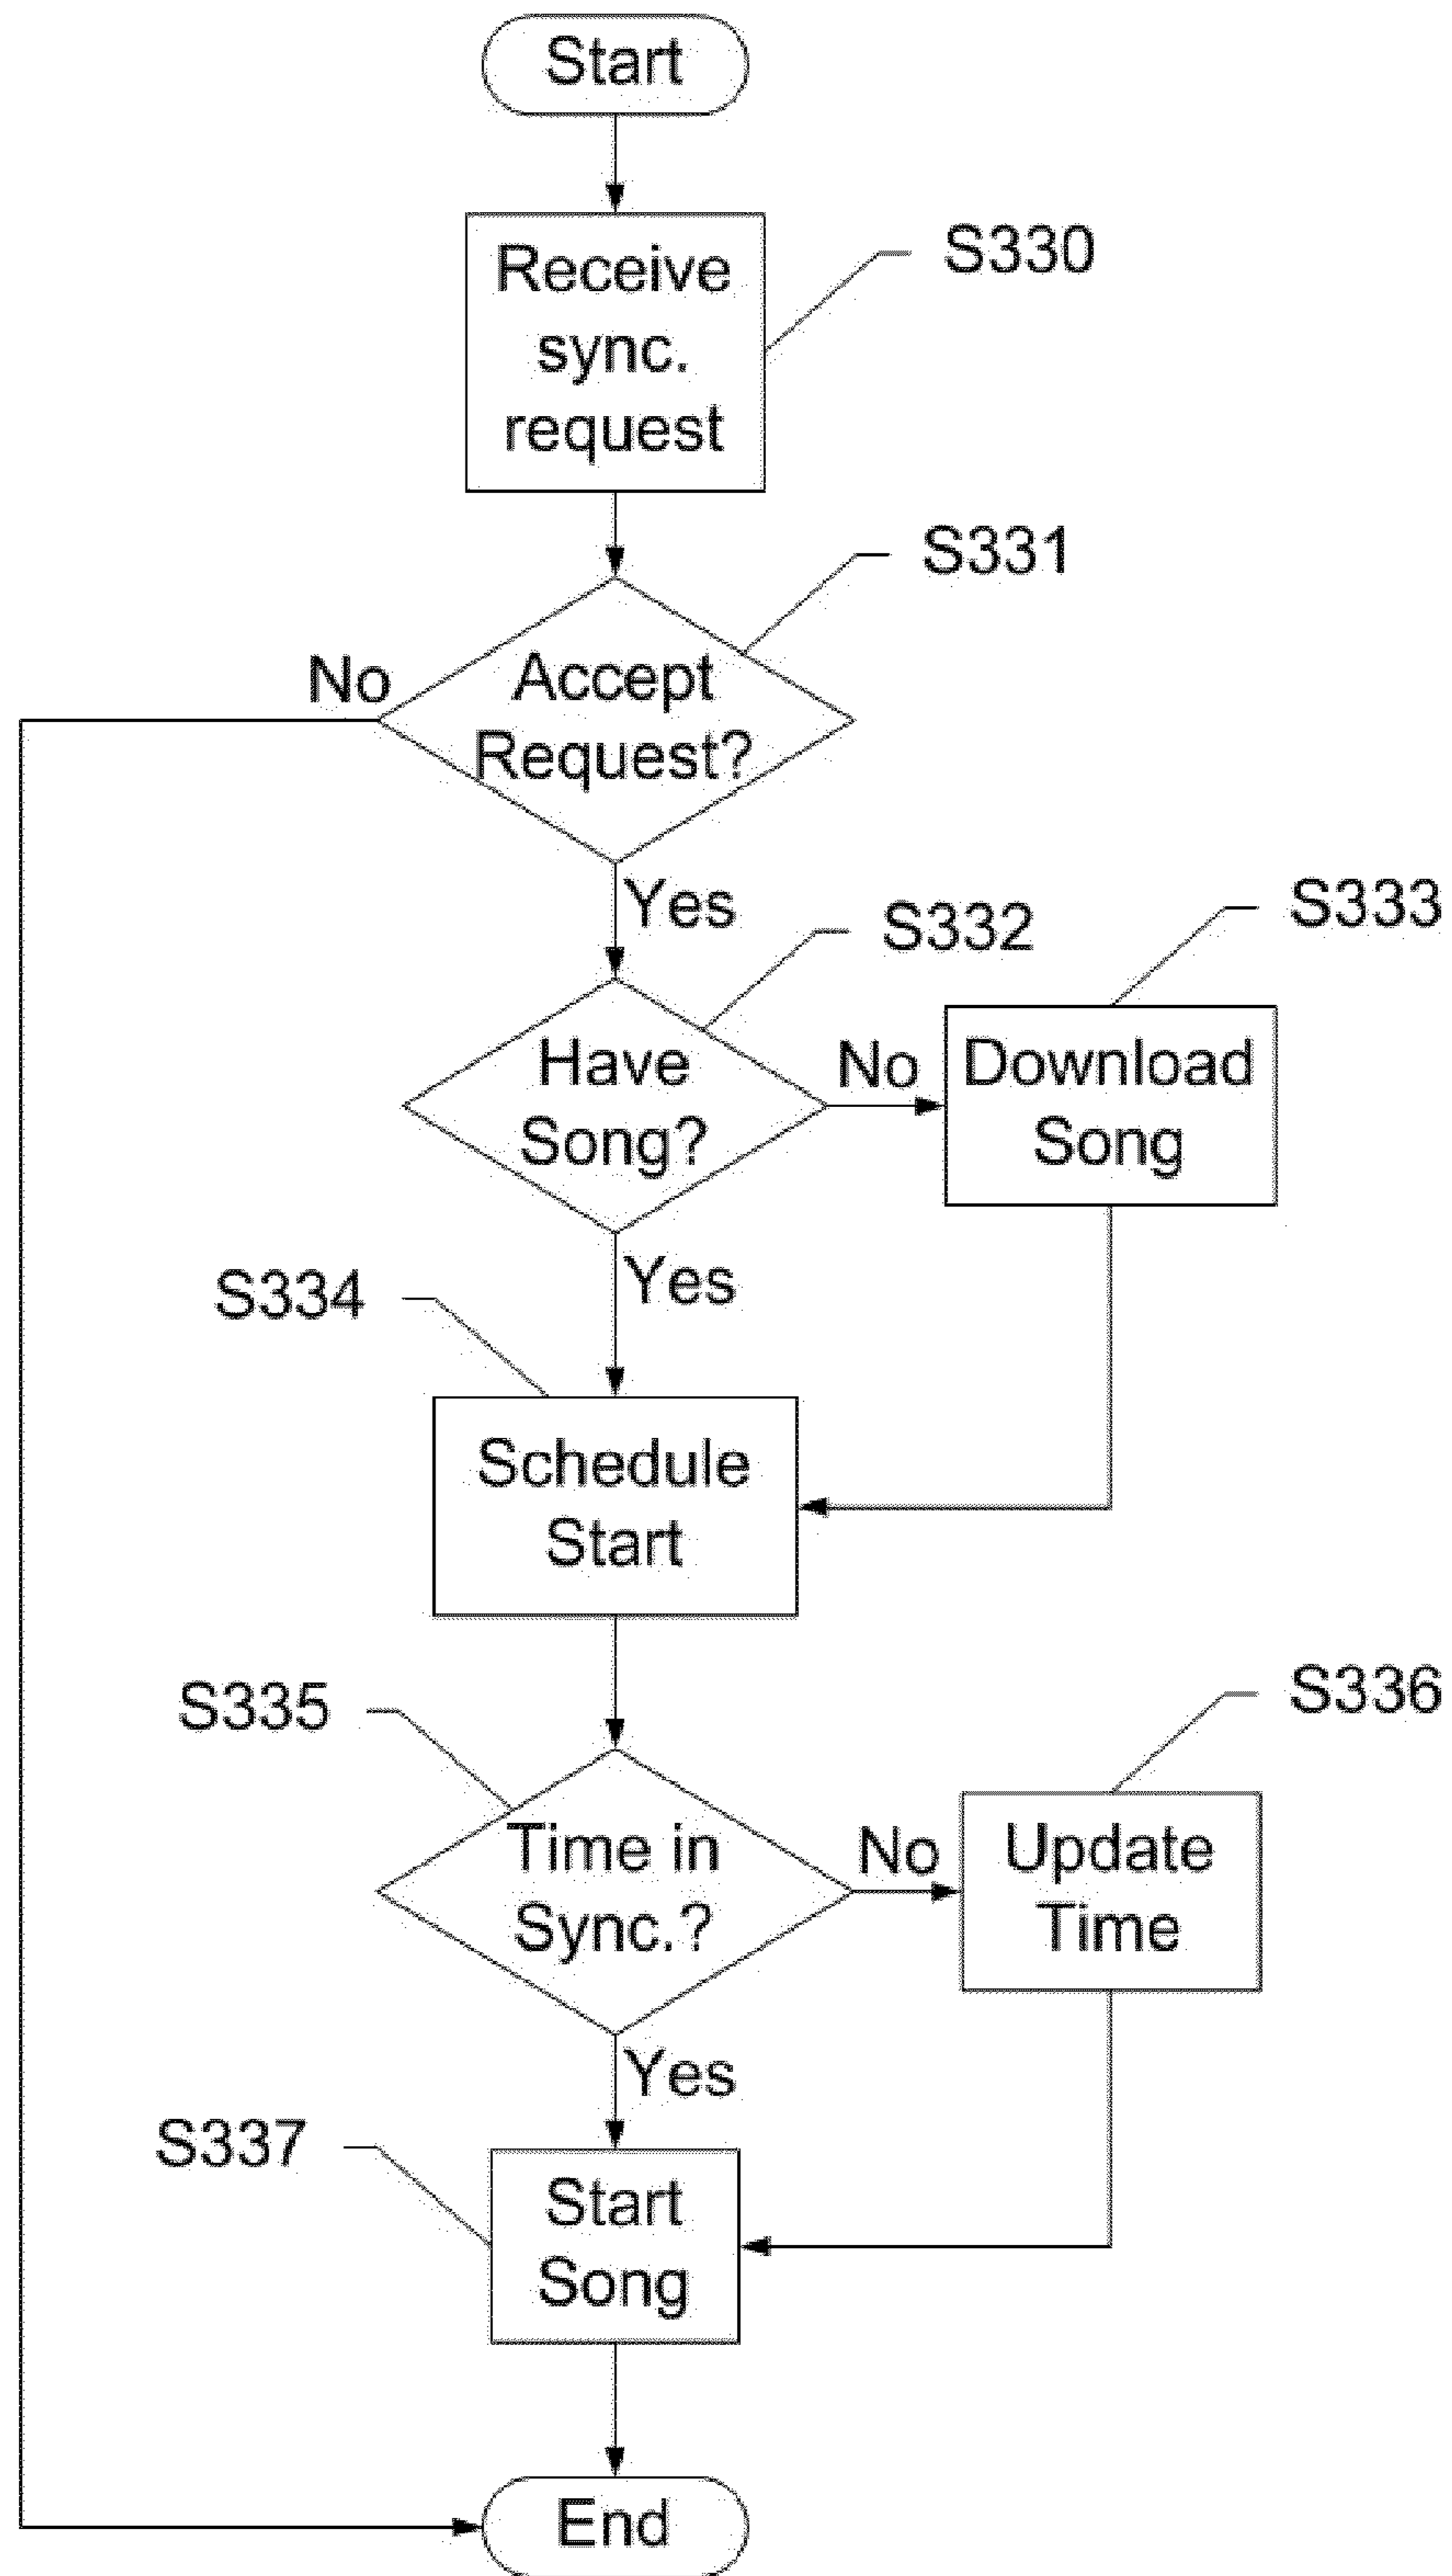 Start
Receive
sync.
request
S330
Accept
Request?
S331
No
Yes
Have
Song?
S332
No
Download
Song
S333
Yes
Schedule
Start
S334
Time in
Sync.?
S335
No
Update
Time
S336
Yes
Start
Song
S337
End